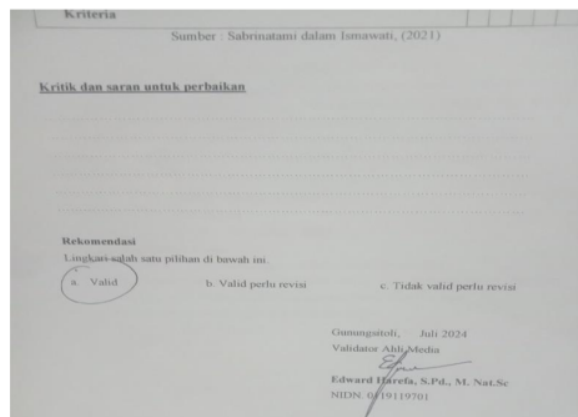 Kriteria
Sumber : Sabrinatami dalam Ismawati, (2021)
Kritik dan saran untuk perbaikan
Rekomendasi
Lingkari salah satu pilihan di bawah ini.
a. Valid b. Valid perlu revisi c. Tidak valid perlu revisi
Gunungsitoli, Juli 2024
Validator Ahli Media
Edward Harefa, S.Pd., M. Nat.Sc
NIDN. 0119119701